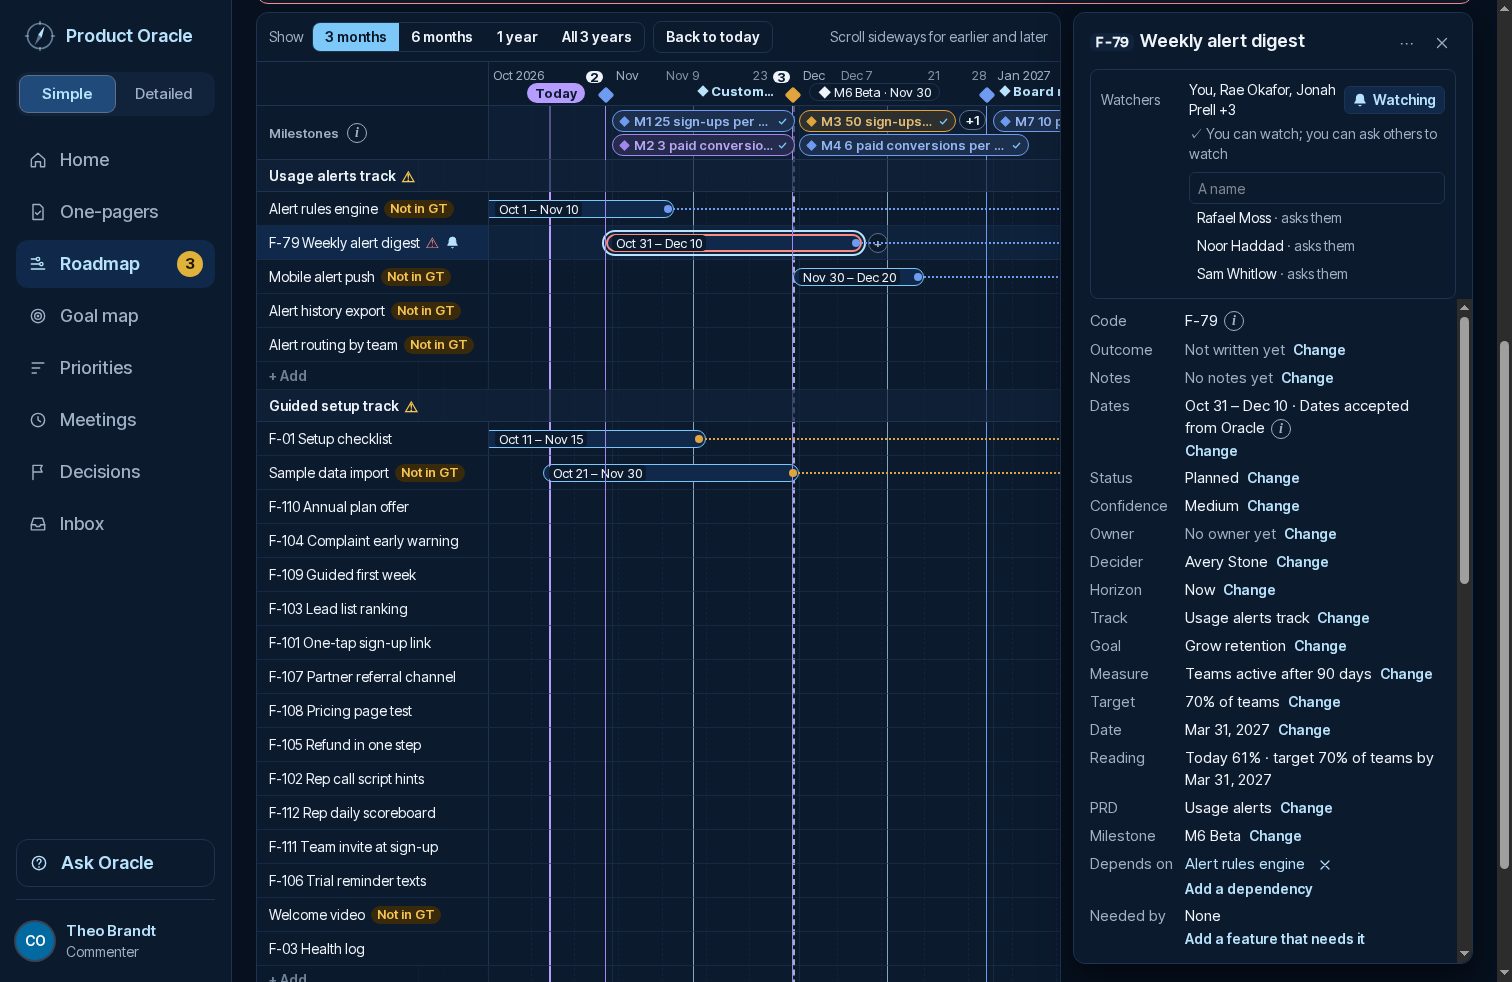 Product Oracle
Simple
Detailed
Home
One-pagers
Roadmap
3
Goal map
Priorities
Meetings
Decisions
Inbox
Ask Oracle
CO
Theo Brandt
Commenter
Show
3 months
6 months
1 year
All 3 years
Back to today
Scroll sideways for earlier and later
Oct 2026
2
Nov
Nov 9
23
3
Dec
Dec 7
21
28
Jan 2027
Today
Custom…
M6 Beta · Nov 30
Board
Milestones
i
M1 25 sign-ups per …
M3 50 sign-ups…
+1
M7 10
M2 3 paid conversio…
M4 6 paid conversions per …
Usage alerts track
Alert rules engine
Not in GT
Oct 1 – Nov 10
F-79 Weekly alert digest
Oct 31 – Dec 10
Mobile alert push
Not in GT
Nov 30 – Dec 20
Alert history export
Not in GT
Alert routing by team
Not in GT
+ Add
Guided setup track
F-01 Setup checklist
Oct 11 – Nov 15
Sample data import
Not in GT
Oct 21 – Nov 30
F-110 Annual plan offer
F-104 Complaint early warning
F-109 Guided first week
F-103 Lead list ranking
F-101 One-tap sign-up link
F-107 Partner referral channel
F-108 Pricing page test
F-105 Refund in one step
F-102 Rep call script hints
F-112 Rep daily scoreboard
F-111 Team invite at sign-up
F-106 Trial reminder texts
Welcome video
Not in GT
F-03 Health log
+ Add
F-79 Weekly alert digest
Watchers
You, Rae Okafor, Jonah
Prell +3
Watching
✓ You can watch; you can ask others to
watch
A name
Rafael Moss · asks them
Noor Haddad · asks them
Sam Whitlow · asks them
Code
F-79
i
Outcome
Not written yet
Change
Notes
No notes yet
Change
Dates
Oct 31 – Dec 10 · Dates accepted
from Oracle
i
Change
Status
Planned
Change
Confidence
Medium
Change
Owner
No owner yet
Change
Decider
Avery Stone
Change
Horizon
Now
Change
Track
Usage alerts track
Change
Goal
Grow retention
Change
Measure
Teams active after 90 days
Change
Target
70% of teams
Change
Date
Mar 31, 2027
Change
Reading
Today 61% · target 70% of teams by
Mar 31, 2027
PRD
Usage alerts
Change
Milestone
M6 Beta
Change
Depends on
Alert rules engine
Add a dependency
Needed by
None
Add a feature that needs it